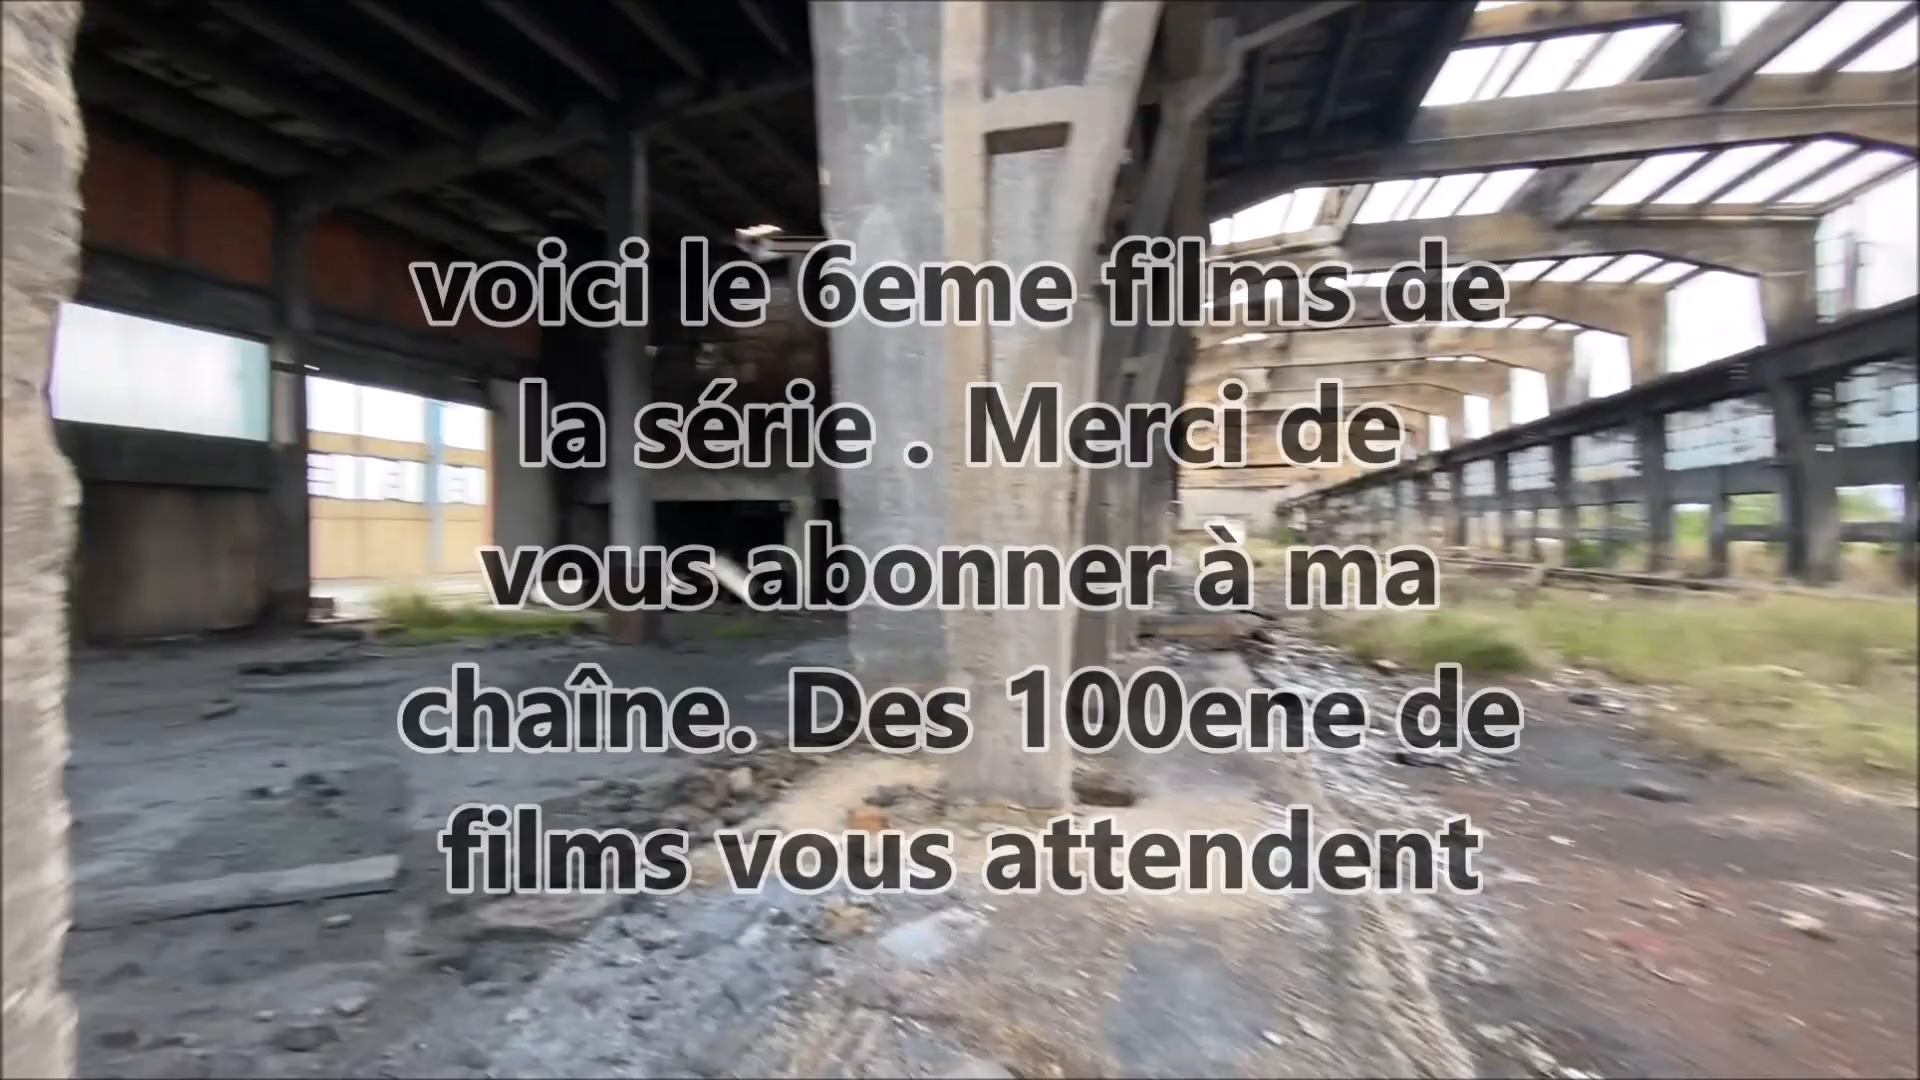 voici le 6eme films de
la série . Merci de
vous abonner à ma
chaîne. Des 100ene de
films vous attendent